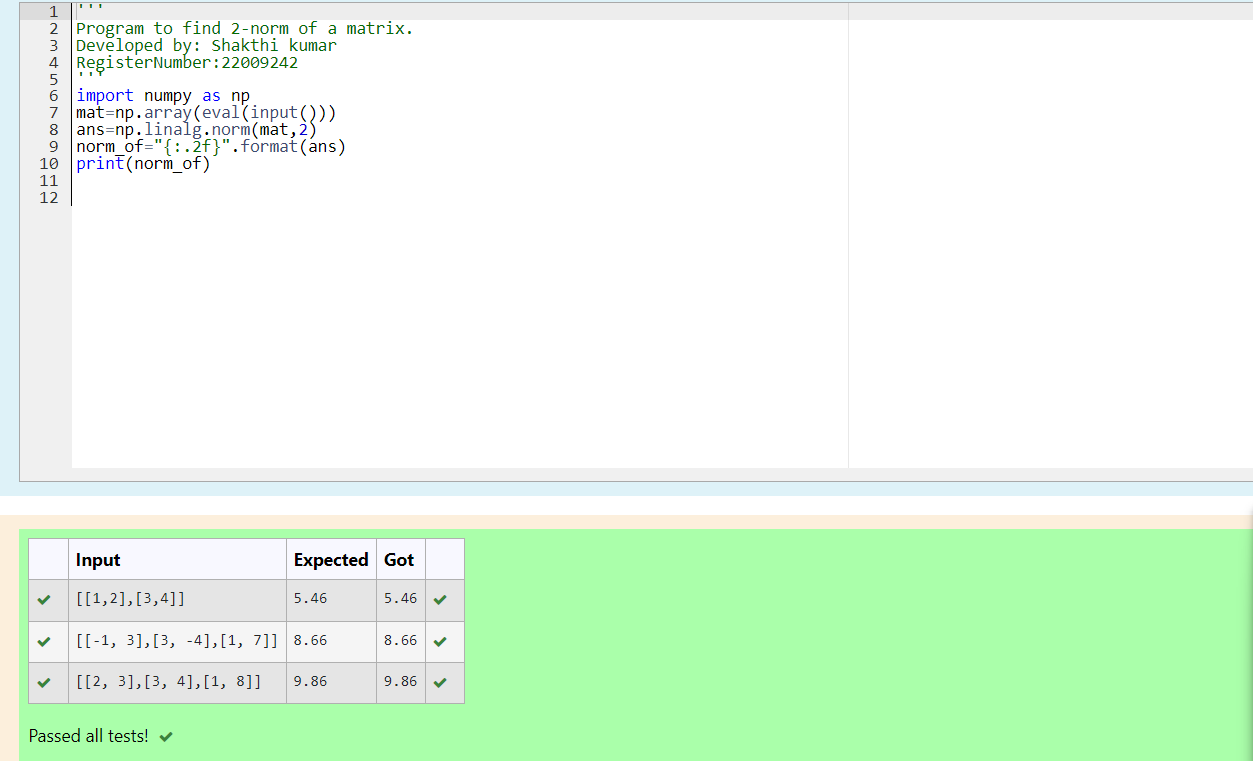 1 '''
2 Program to find 2-norm of a matrix.
3 Developed by: Shakthi kumar
4 RegisterNumber:22009242
5 '''
6 import numpy as np
7 mat=np.array(eval(input()))
8 ans=np.linalg.norm(mat,2)
9 norm_of="{:.2f}".format(ans)
10 print(norm_of)
11
12
Input Expected Got
[[1,2],[3,4]] 5.46 5.46
[[-1, 3],[3, -4],[1, 7]] 8.66 8.66
[[2, 3],[3, 4],[1, 8]] 9.86 9.86
Passed all tests!